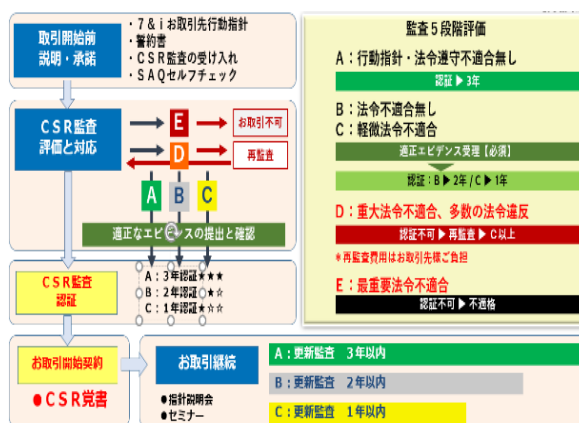 取引開始前
説明・承諾
・７＆ｉお取引先行動指針
・誓約書
・ＣＳＲ監査の受け入れ
・ＳＡＱセルフチェック
ＣＳＲ監査
評価と対応
E
お取引不可
D
再監査
A
B
C
適正なエビデンスの提出と確認
ＣＳＲ監査
認証
A：3年認証★★★
B：2年認証○★☆
C：1年認証★☆☆
お取引開始契約
●ＣＳＲ覚書
お取引継続
●指針説明会
●セミナー
A：更新監査　3年以内
B：更新監査　2年以内
C：更新監査　1年以内
監査５段階評価
A：行動指針・法令遵守不適合無し
認証 ▶ 3年
B：法令不適合無し
C：軽微法令不適合
適正エビデンス受理【必須】
認証：B ▶ 2年 / C ▶ 1年
D：重大法令不適合、多数の法令違反
認証不可 ▶ 再監査 ▶ C以上
＊再監査費用はお取引先様ご負担
E：最重要法令不適合
認証不可 ▶ 不適格